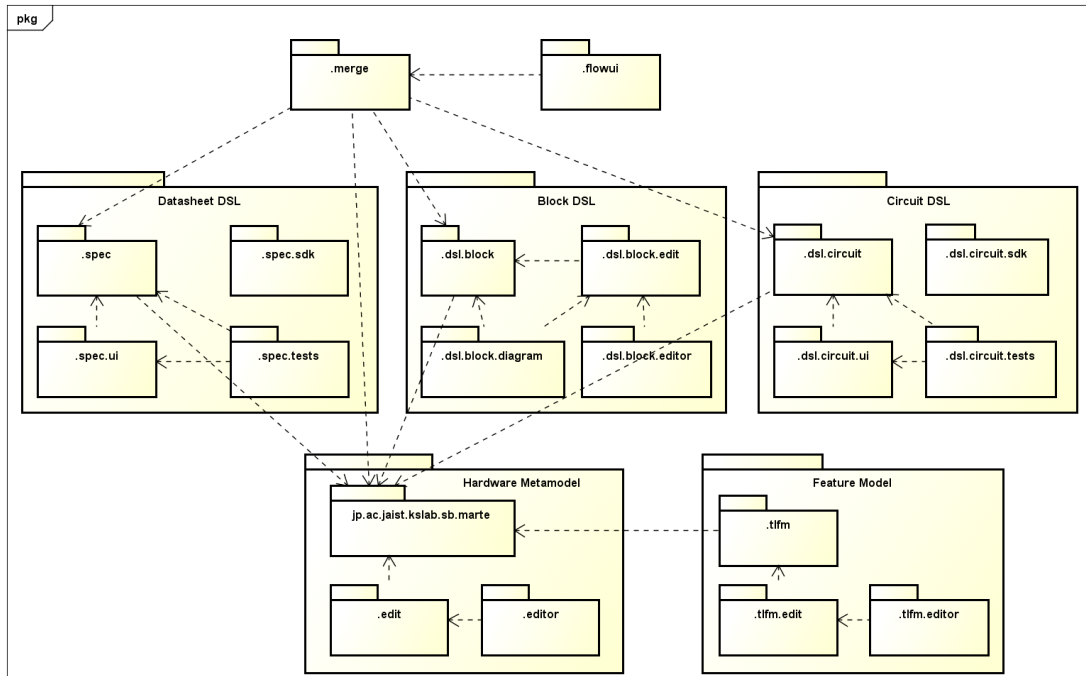 pkg
.merge
.flowui
Datasheet DSL
.spec
.spec.sdk
.spec.ui
.spec.tests
Block DSL
.dsl.block
.dsl.block.edit
.dsl.block.diagram
.dsl.block.editor
Circuit DSL
.dsl.circuit
.dsl.circuit.sdk
.dsl.circuit.ui
.dsl.circuit.tests
Hardware Metamodel
jp.ac.jaist.kslab.sb.marte
.edit
.editor
Feature Model
.tlfm
.tlfm.edit
.tlfm.editor